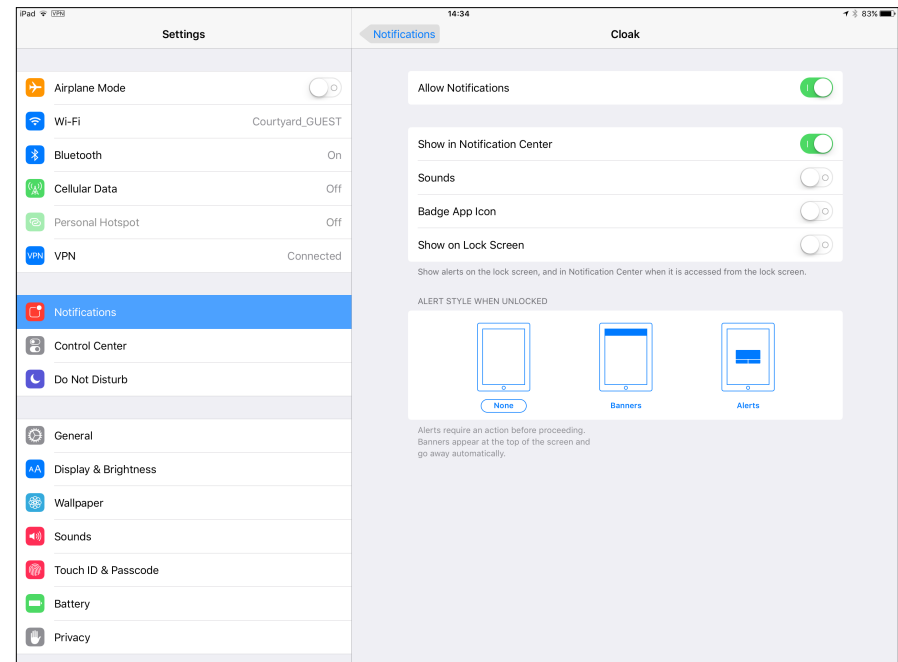 iPad VPN 14:34 83%
Settings
Airplane Mode
Wi-Fi Courtyard_GUEST
Bluetooth On
Cellular Data Off
Personal Hotspot Off
VPN VPN Connected
Notifications
Control Center
Do Not Disturb
General
AA Display & Brightness
Wallpaper
Sounds
Touch ID & Passcode
Battery
Privacy
Notifications Cloak
Allow Notifications
Show in Notification Center
Sounds
Badge App Icon
Show on Lock Screen
Show alerts on the lock screen, and in Notification Center when it is accessed from the lock screen.
ALERT STYLE WHEN UNLOCKED
None Banners Alerts
Alerts require an action before proceeding.
Banners appear at the top of the screen and
go away automatically.